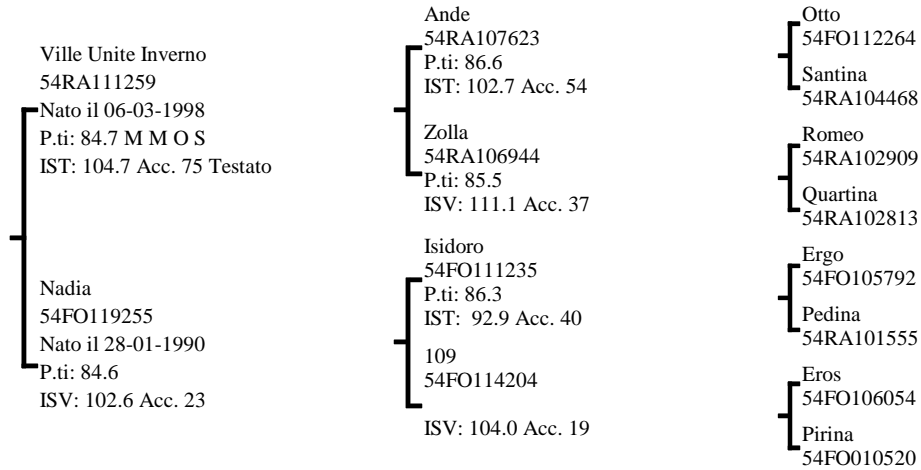 Ville Unite Inverno
54RA111259
Nato il 06-03-1998
P.ti: 84.7 M M O S
IST: 104.7 Acc. 75 Testato
Nadia
54FO119255
Nato il 28-01-1990
P.ti: 84.6
ISV: 102.6 Acc. 23
Ande
54RA107623
P.ti: 86.6
IST: 102.7 Acc. 54
Zolla
54RA106944
P.ti: 85.5
ISV: 111.1 Acc. 37
Isidoro
54FO111235
P.ti: 86.3
IST: 92.9 Acc. 40
109
54FO114204
ISV: 104.0 Acc. 19
Otto
54FO112264
Santina
54RA104468
Romeo
54RA102909
Quartina
54RA102813
Ergo
54FO105792
Pedina
54RA101555
Eros
54FO106054
Pirina
54FO010520